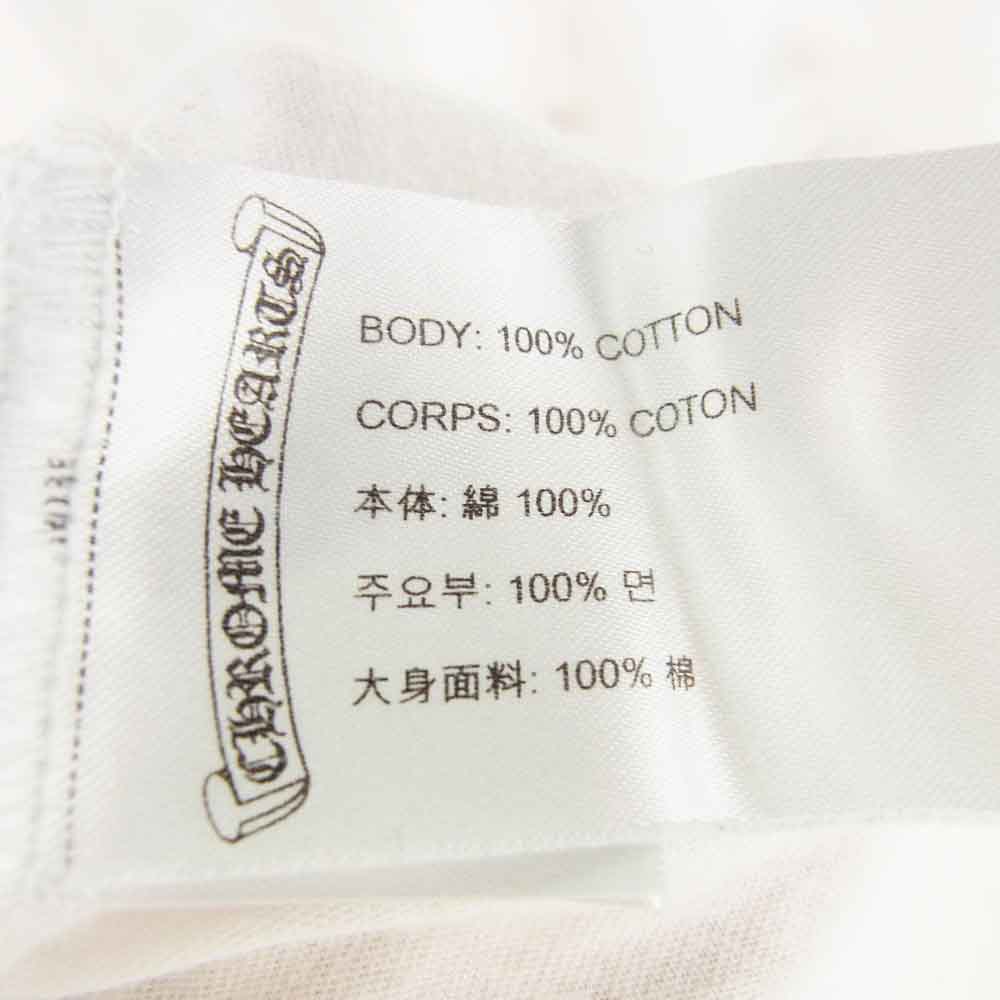 CHROME HEARTS
BODY: 100% COTTON
CORPS: 100% COTON
本体: 綿 100%
주요부: 100% 면
大身面料: 100% 棉